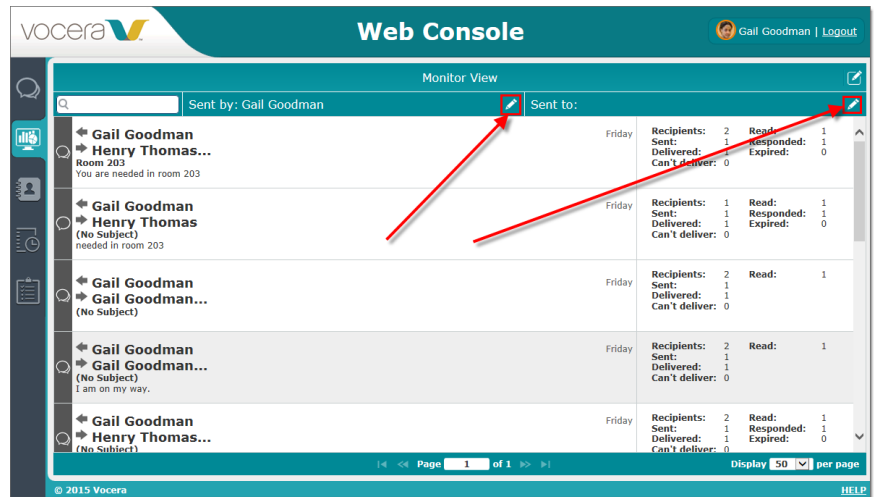 vocera
Web Console
Gail Goodman | Logout
Monitor View
Sent by: Gail Goodman
Sent to:
Gail Goodman
Henry Thomas...
Room 203
You are needed in room 203
Friday
Recipients: 2 Read: 1
Sent: 1 Responded: 1
Delivered: 1 Expired: 0
Can't deliver: 0
Gail Goodman
Henry Thomas
(No Subject)
needed in room 203
Friday
Recipients: 1 Read: 1
Sent: 1 Responded: 1
Delivered: 1 Expired: 0
Can't deliver: 0
Gail Goodman
Gail Goodman...
(No Subject)
Friday
Recipients: 2 Read: 1
Sent: 1
Delivered: 1
Can't deliver: 0
Gail Goodman
Gail Goodman...
(No Subject)
I am on my way.
Friday
Recipients: 2 Read: 1
Sent: 1
Delivered: 1
Can't deliver: 0
Gail Goodman
Henry Thomas...
(No Subject)
Friday
Recipients: 2 Read: 1
Sent: 1 Responded: 1
Delivered: 1 Expired: 0
Can't deliver: 0
Page 1 of 1
Display 50 per page
© 2015 Vocera
HELP